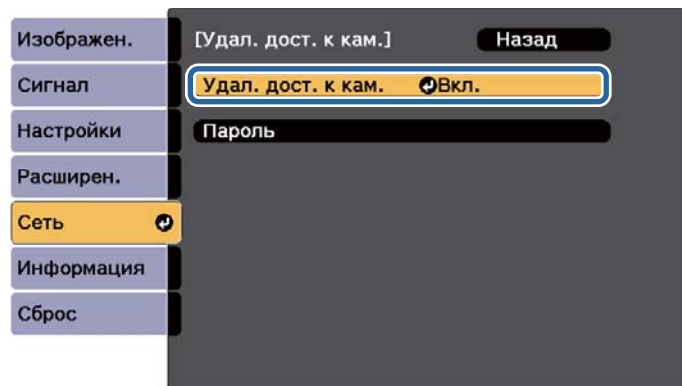 Изображен.
Сигнал
Настройки
Расширен.
Сеть
Информация
Сброс
[Удал. дост. к кам.] Назад
Удал. дост. к кам. Вкл.
Пароль